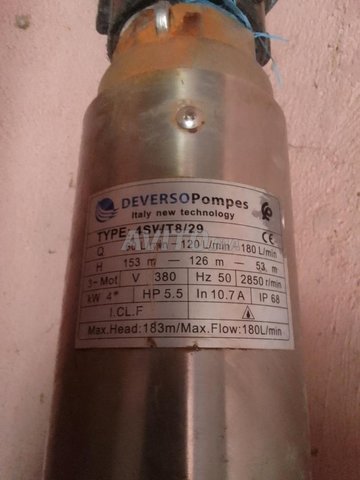 DEVERSOPompes
Italy new technology
TYPE 4SV/T8/29
Q L/min 120 L/min 180 L/min
H 153 m — 126 m — 53 m
3~Mot V 380 Hz 50 2850 r/min
kW 4* HP 5.5 In 10.7A IP 68
I.CL.F
Max.Head:183m/Max.Flow:180L/min